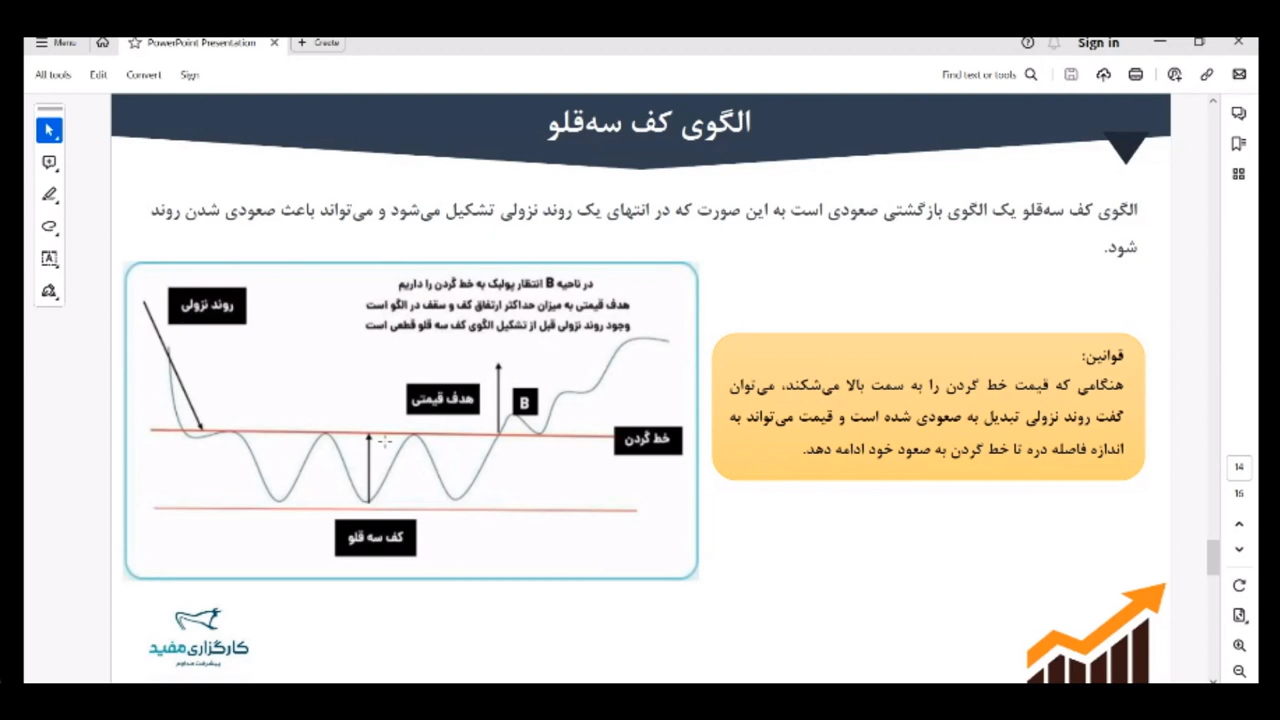 Menu
PowerPoint Presentation
Create
Sign in
All tools
Edit
Convert
Sign
Find text or tools
الگوی کف سه‌قلو
الگوی کف سه‌قلو یک الگوی بازگشتی صعودی است به این صورت که در انتهای یک روند نزولی تشکیل می‌شود و می‌تواند باعث صعودی شدن روند
شود.
در ناحیه B انتظار پولبک به خط گردن را داریم
هدف قیمتی به میزان حداکثر ارتفاق کف و سقف در الگو است
وجود روند نزولی قبل از تشکیل الگوی کف سه قلو قطعی است
روند نزولی
هدف قیمتی
B
خط گردن
کف سه قلو
قوانین:
هنگامی که قیمت خط گردن را به سمت بالا می‌شکند، می‌توان
گفت روند نزولی تبدیل به صعودی شده است و قیمت می‌تواند به
اندازه فاصله دره تا خط گردن به صعود خود ادامه دهد.
14
16
کارگزاری مفید
پیشرفت مداوم